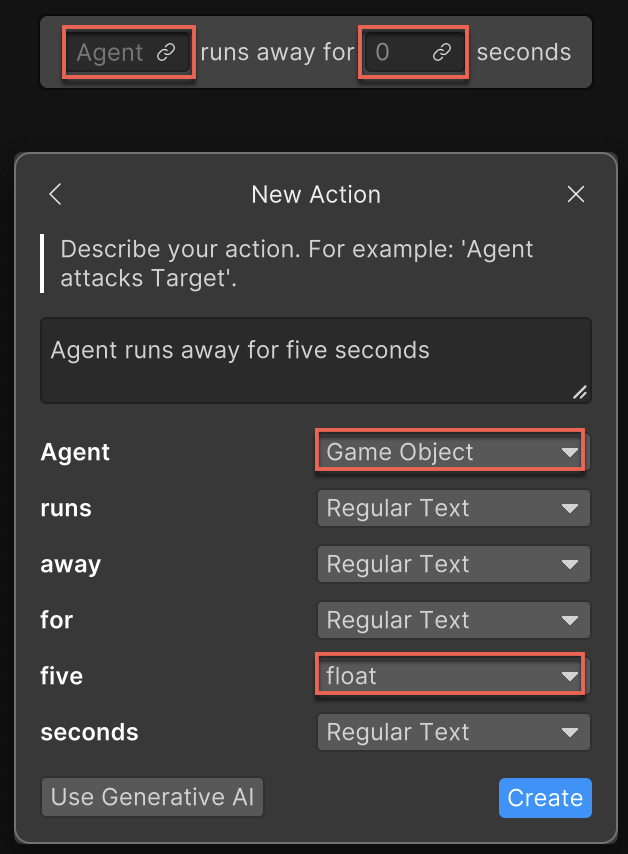 Agent runs away for 0 seconds
New Action
Describe your action. For example: 'Agent
attacks Target'.
Agent runs away for five seconds
Agent Game Object
runs Regular Text
away Regular Text
for Regular Text
five float
seconds Regular Text
Use Generative AI Create